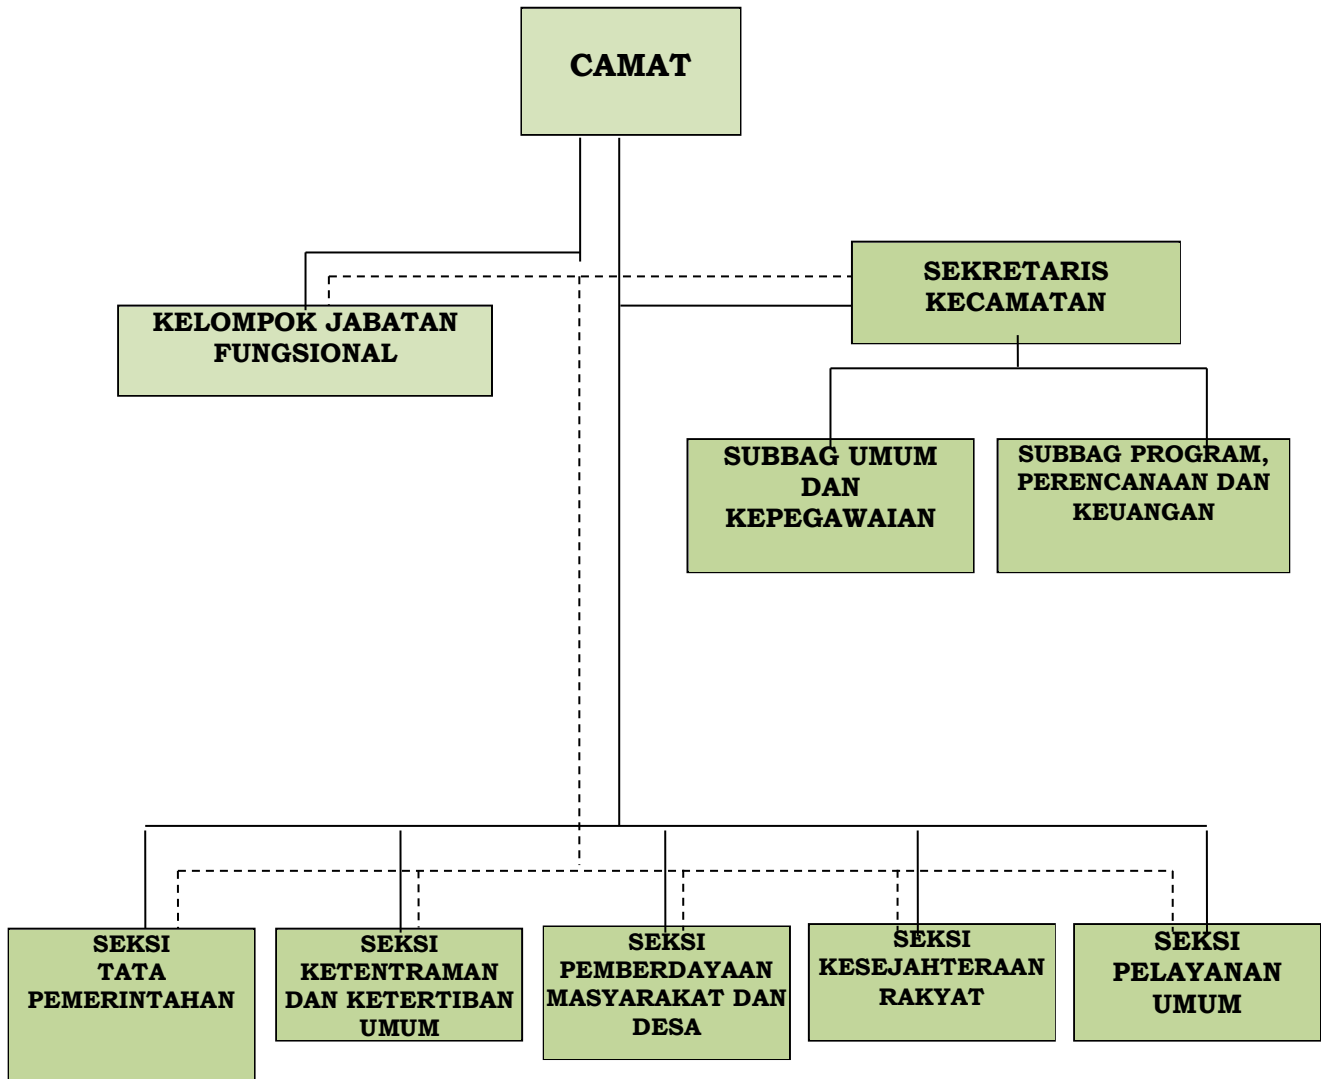 CAMAT
SEKRETARIS
KECAMATAN
KELOMPOK JABATAN
FUNGSIONAL
SUBBAG UMUM
DAN
KEPEGAWAIAN
SUBBAG PROGRAM,
PERENCANAAN DAN
KEUANGAN
SEKSI
TATA
PEMERINTAHAN
SEKSI
KETENTRAMAN
DAN KETERTIBAN
UMUM
SEKSI
PEMBERDAYAAN
MASYARAKAT DAN
DESA
SEKSI
KESEJAHTERAAN
RAKYAT
SEKSI
PELAYANAN
UMUM